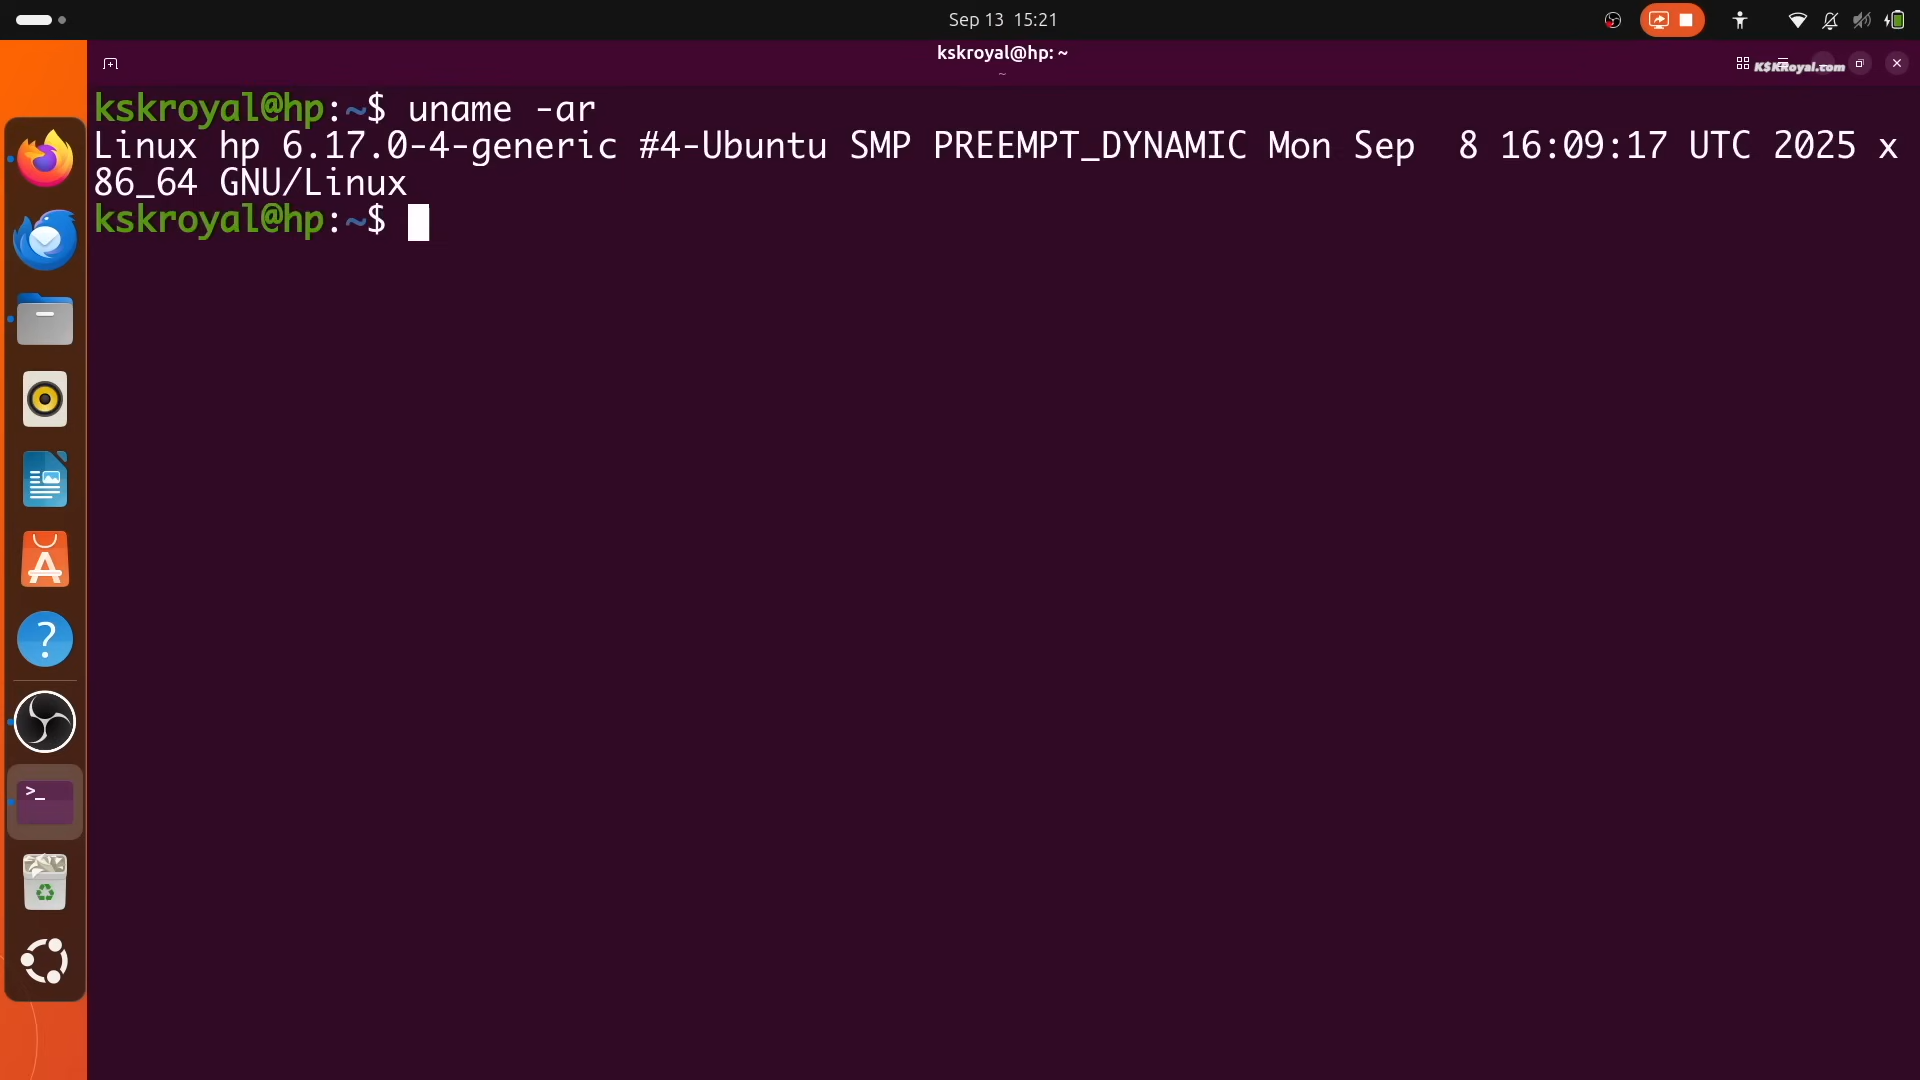 Sep 13 15:21
kskroyal@hp: ~
~
K$KRoyal.com
kskroyal@hp:~$ uname -ar
Linux hp 6.17.0-4-generic #4-Ubuntu SMP PREEMPT_DYNAMIC Mon Sep  8 16:09:17 UTC 2025 x
86_64 GNU/Linux
kskroyal@hp:~$